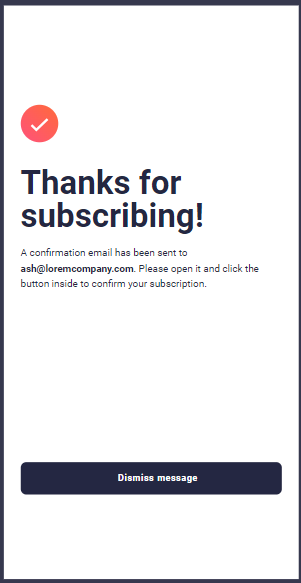 Thanks for
subscribing!
A confirmation email has been sent to
ash@loremcompany.com. Please open it and click the
button inside to confirm your subscription.
Dismiss message